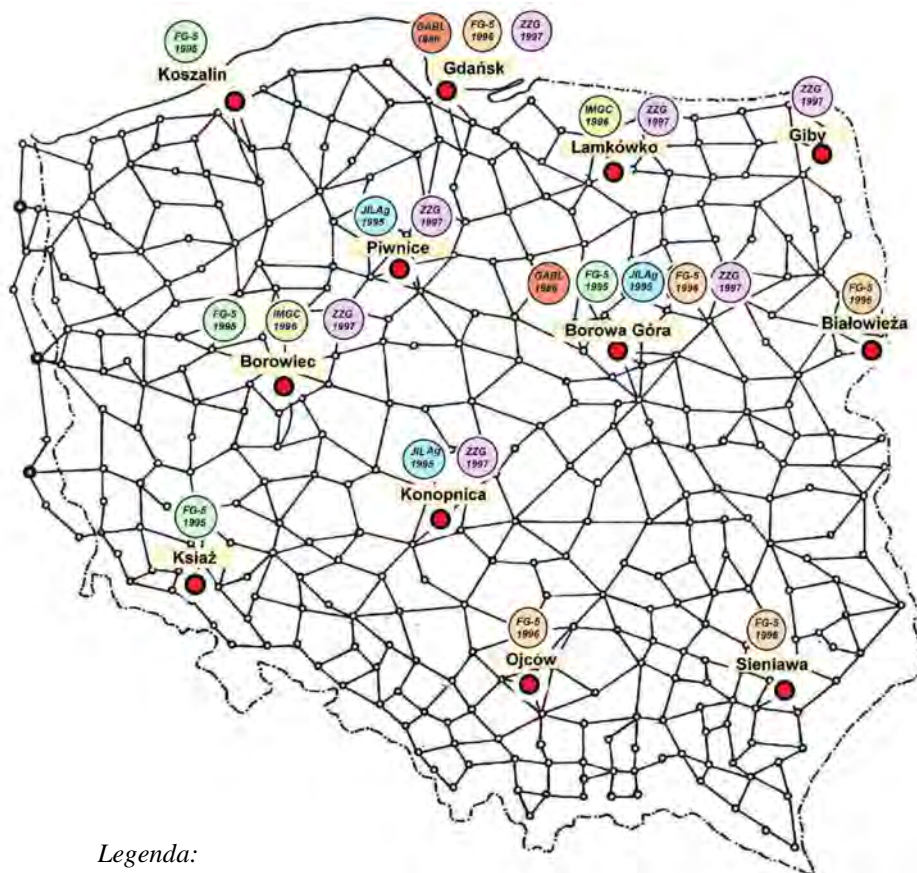 FG-5
1995
Koszalin
GABL
FG-5
1996
ZZG
1997
Gdańsk
IMGC
1996
ZZG
1997
Lamkówko
ZZG
1997
Giby
JILAg
1995
ZZG
1997
Piwnice
GABL
1986
FG-5
1995
JILAg
1995
FG-5
1996
ZZG
1997
Borowa Góra
FG-5
1996
Białowieża
FG-5
1995
IMGC
1996
ZZG
1997
Borowiec
JILAg
1995
ZZG
1997
Konopnica
FG-5
1995
Ksiaż
FG-5
1996
Ojców
FG-5
1996
Sieniawa
Legenda: